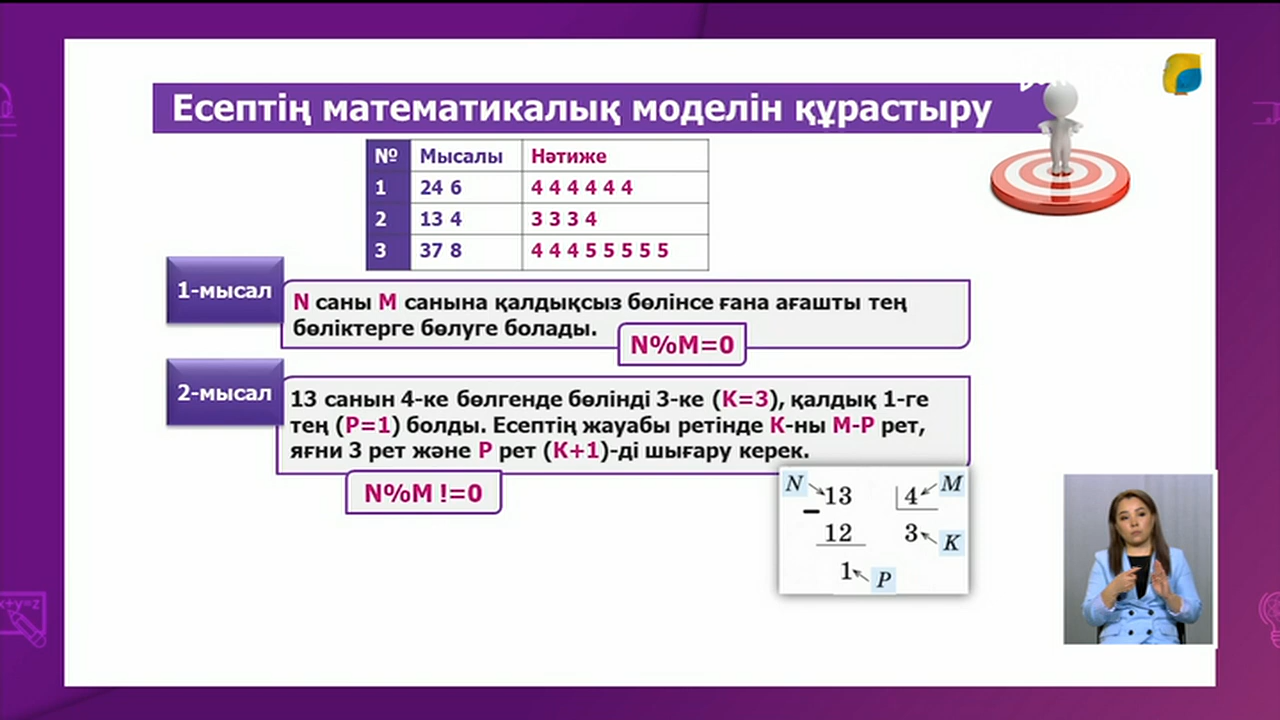 Есептің математикалық моделін құрастыру
№ Мысалы Нәтиже
1 24 6 4 4 4 4 4 4
2 13 4 3 3 3 4
3 37 8 4 4 4 5 5 5 5 5
1-мысал
N саны M санына қалдықсыз бөлінсе ғана ағашты тең
бөліктерге бөлуге болады.
N%M=0
2-мысал
13 санын 4-ке бөлгенде бөлінді 3-ке (K=3), қалдық 1-ге
тең (P=1) болды. Есептің жауабы ретінде K-ны M-P рет,
яғни 3 рет және P рет (K+1)-ді шығару керек.
N%M !=0
N 13 4 M
12 3 K
1 P
x+y=z